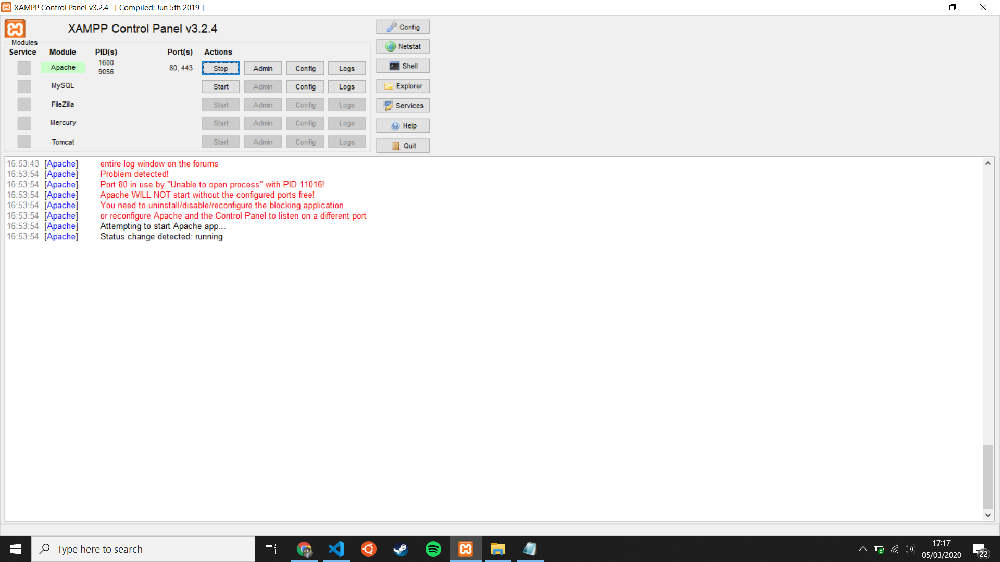 XAMPP Control Panel v3.2.4 [ Compiled: Jun 5th 2019 ]
XAMPP Control Panel v3.2.4
Modules
Service Module PID(s) Port(s) Actions
Apache 1600 9056 80, 443 Stop Admin Config Logs
MySQL Start Admin Config Logs
FileZilla Start Admin Config Logs
Mercury Start Admin Config Logs
Tomcat Start Admin Config Logs
Config
Netstat
Shell
Explorer
Services
Help
Quit
16:53:43 [Apache] entire log window on the forums
16:53:54 [Apache] Problem detected!
16:53:54 [Apache] Port 80 in use by "Unable to open process" with PID 11016!
16:53:54 [Apache] Apache WILL NOT start without the configured ports free!
16:53:54 [Apache] You need to uninstall/disable/reconfigure the blocking application
16:53:54 [Apache] or reconfigure Apache and the Control Panel to listen on a different port
16:53:54 [Apache] Attempting to start Apache app...
16:53:54 [Apache] Status change detected: running
Type here to search
17:17
05/03/2020
22